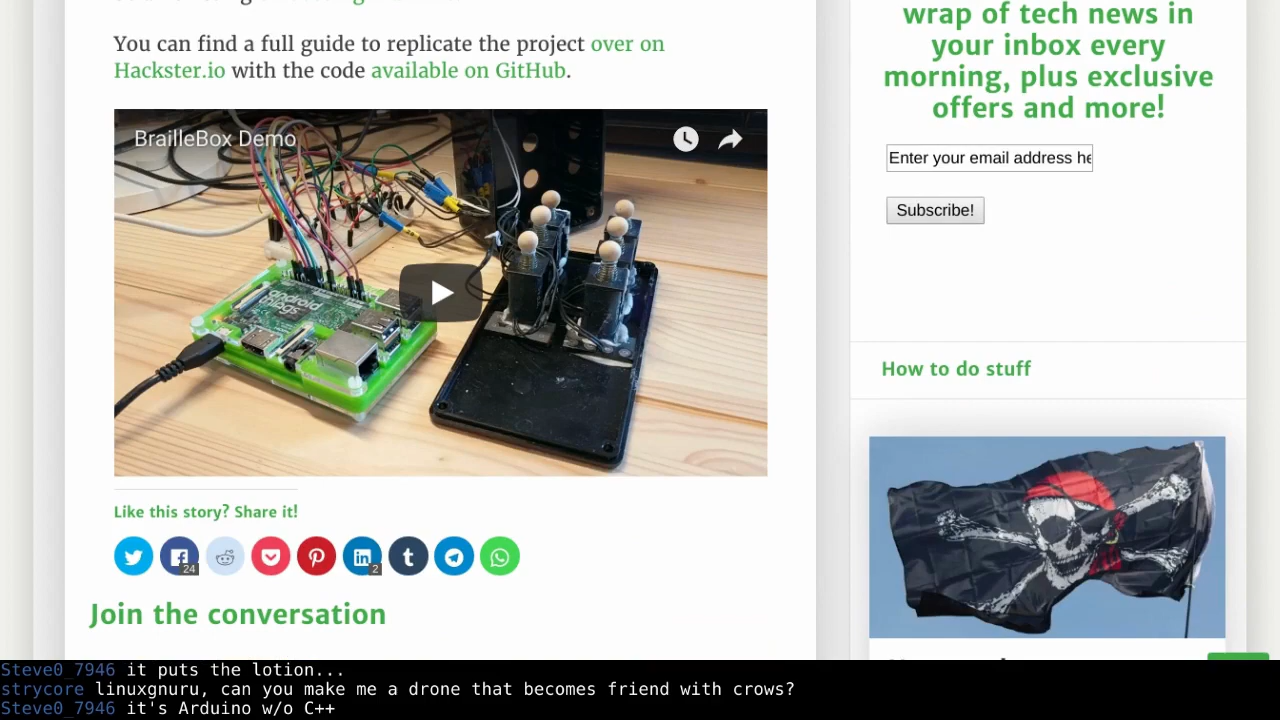 You can find a full guide to replicate the project over on
Hackster.io with the code available on GitHub.
BrailleBox Demo
android
things
Like this story? Share it!
24
2
Join the conversation
wrap of tech news in
your inbox every
morning, plus exclusive
offers and more!
Enter your email address he
Subscribe!
How to do stuff
Steve0_7946 it puts the lotion...
strycore linuxgnuru, can you make me a drone that becomes friend with crows?
Steve0_7946 it's Arduino w/o C++